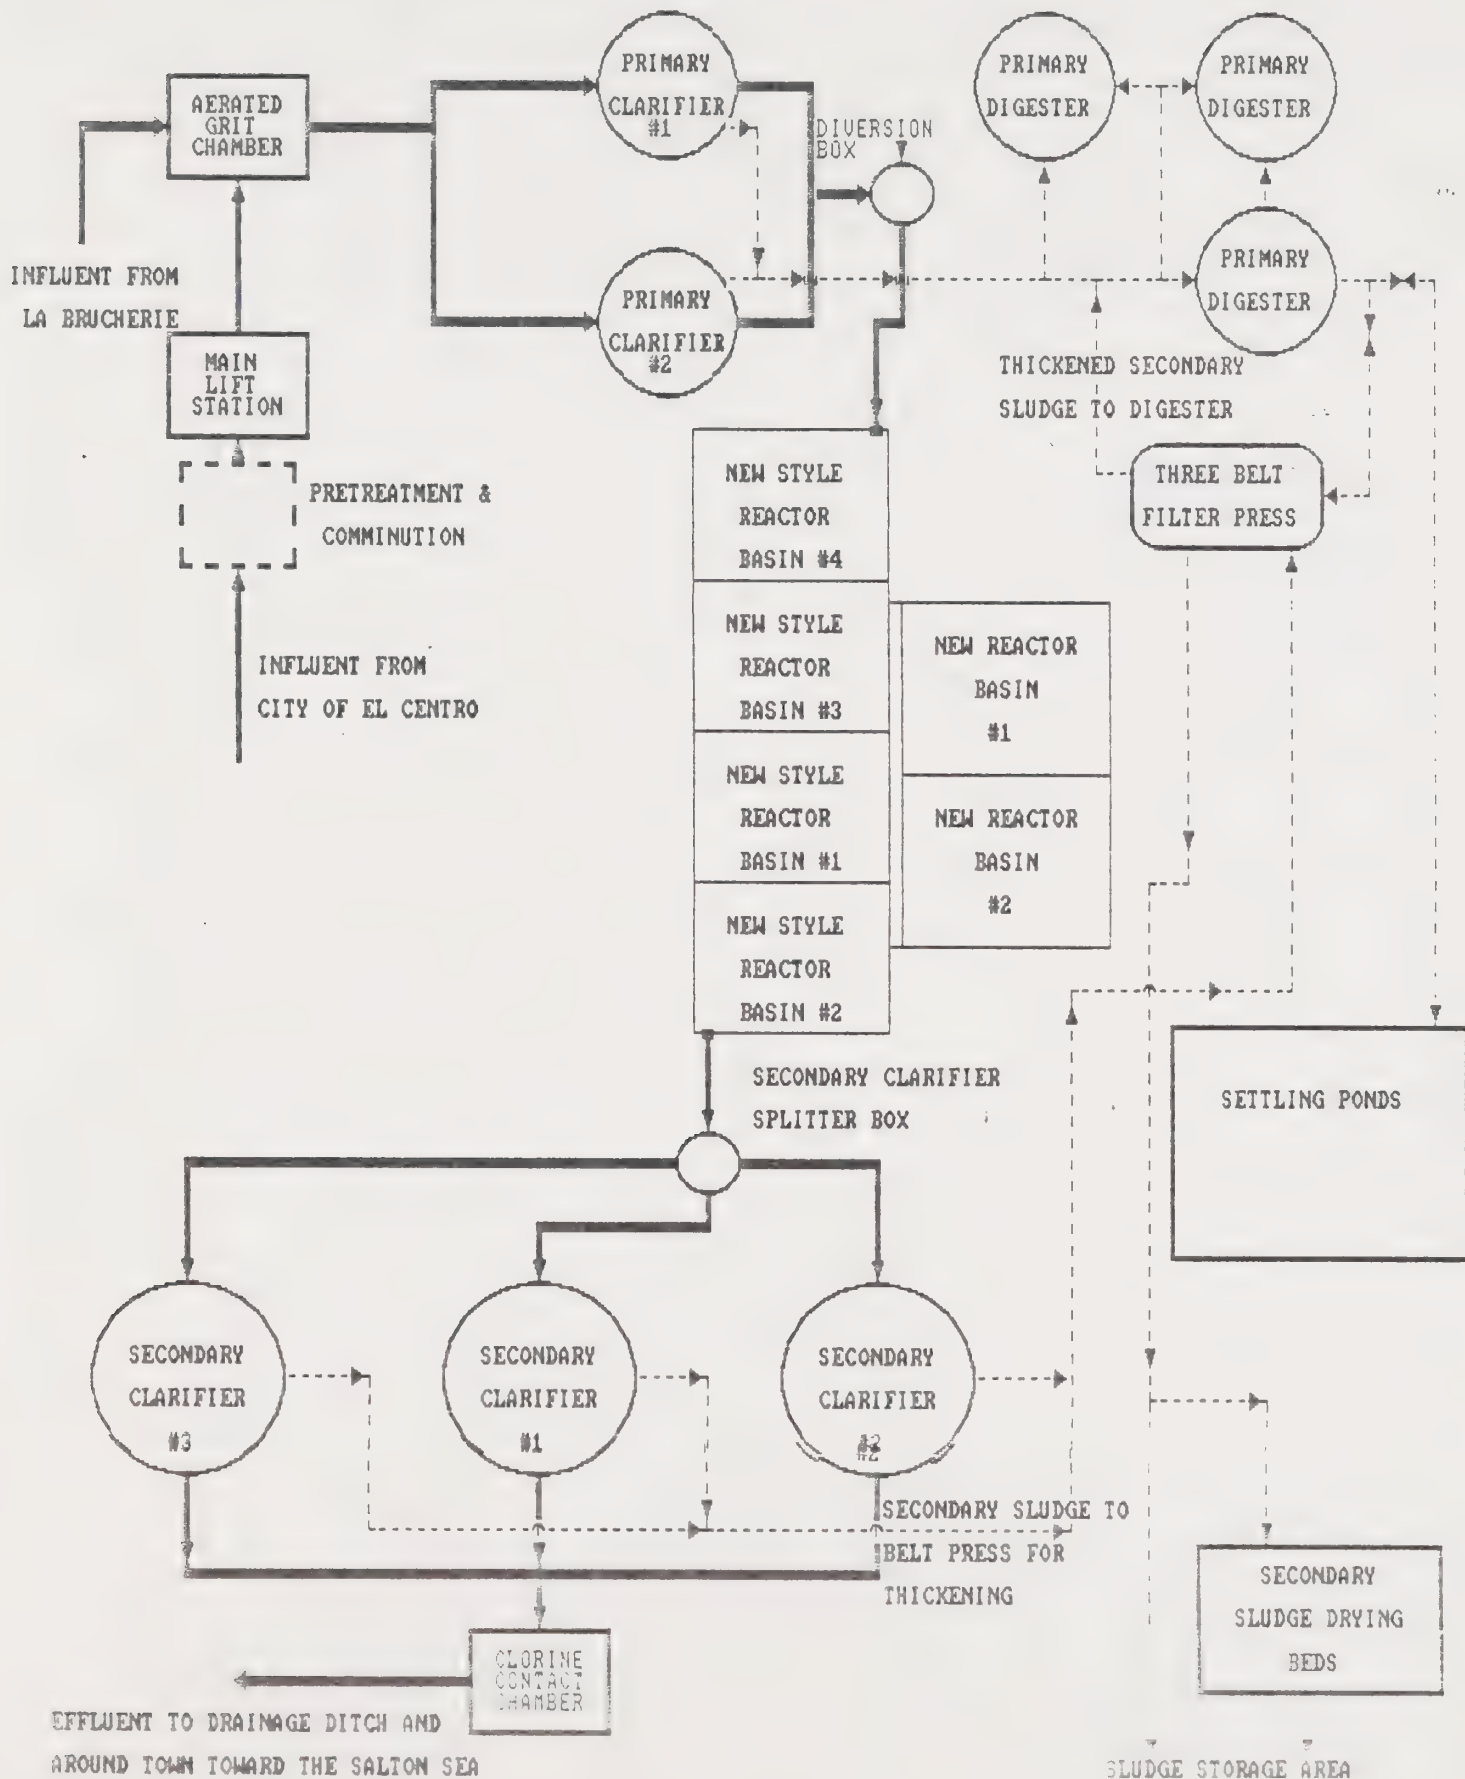 PRIMARY
CLARIFIER
#1
PRIMARY
DIGESTER
PRIMARY
DIGESTER
AERATED
GRIT
CHAMBER
DIVERSION
BOX
INFLUENT FROM
LA BRUCHERIE
PRIMARY
CLARIFIER
#2
PRIMARY
DIGESTER
MAIN
LIFT
STATION
THICKENED SECONDARY
SLUDGE TO DIGESTER
PRETREATMENT &
COMMINUTION
NEW STYLE
REACTOR
BASIN #4
THREE BELT
FILTER PRESS
INFLUENT FROM
CITY OF EL CENTRO
NEW STYLE
REACTOR
BASIN #3
NEW REACTOR
BASIN
#1
NEW STYLE
REACTOR
BASIN #1
NEW REACTOR
BASIN
#2
NEW STYLE
REACTOR
BASIN #2
SECONDARY CLARIFIER
SPLITTER BOX
SETTLING PONDS
SECONDARY
CLARIFIER
#3
SECONDARY
CLARIFIER
#1
SECONDARY
CLARIFIER
#2
SECONDARY SLUDGE TO
BELT PRESS FOR
THICKENING
SECONDARY
SLUDGE DRYING
BEDS
CLORINE
CONTACT
CHAMBER
EFFLUENT TO DRAINAGE DITCH AND
AROUND TOWN TOWARD THE SALTON SEA
SLUDGE STORAGE AREA